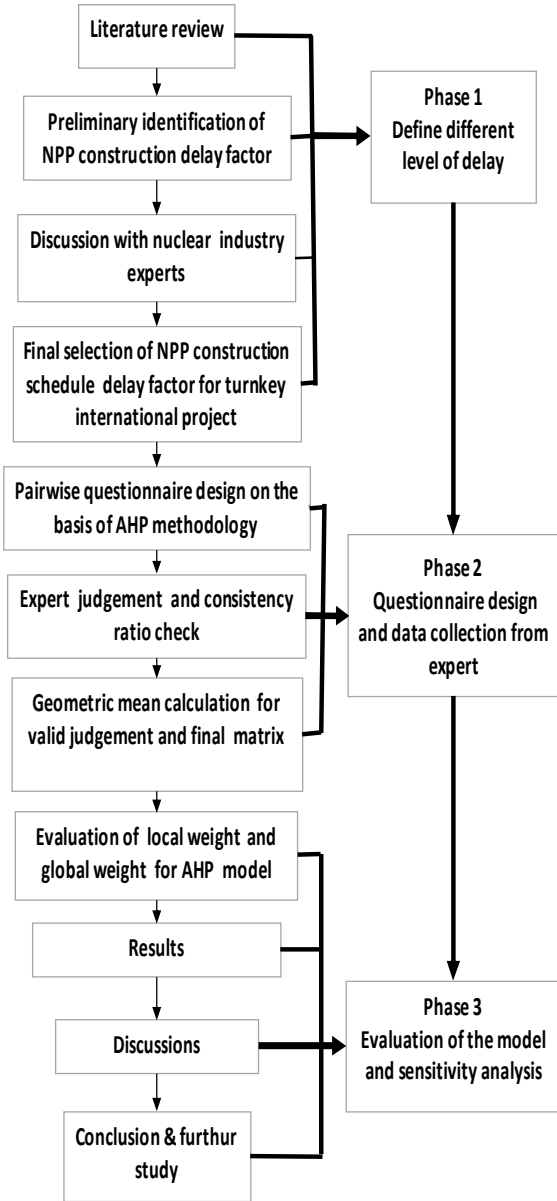 Literature review
Preliminary identification of
NPP construction delay factor
Discussion with nuclear industry
experts
Final selection of NPP construction
schedule delay factor for turnkey
international project
Pairwise questionnaire design on the
basis of AHP methodology
Expert judgement and consistency
ratio check
Geometric mean calculation for
valid judgement and final matrix
Evaluation of local weight and
global weight for AHP model
Results
Discussions
Conclusion & furthur
study
Phase 1
Define different
level of delay
Phase 2
Questionnaire design
and data collection from
expert
Phase 3
Evaluation of the model
and sensitivity analysis